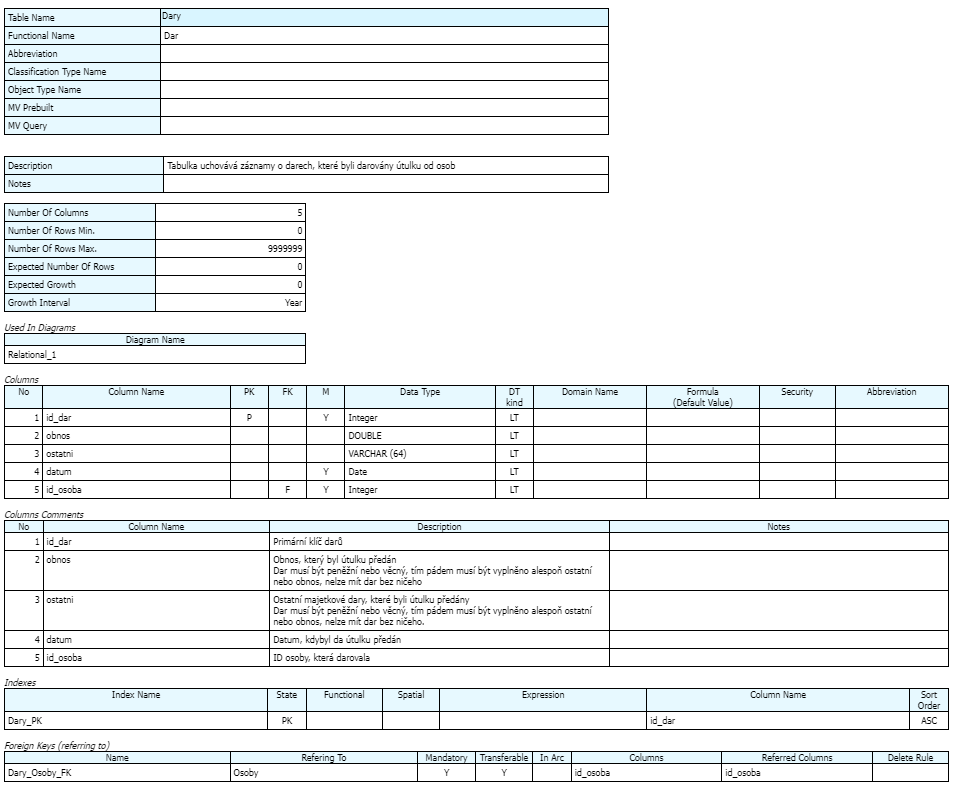 Table Name Dary
Functional Name Dar
Abbreviation
Classification Type Name
Object Type Name
MV Prebuilt
MV Query
Description Tabulka uchovává záznamy o darech, které byli darovány útulku od osob
Notes
Number Of Columns 5
Number Of Rows Min. 0
Number Of Rows Max. 9999999
Expected Number Of Rows 0
Expected Growth 0
Growth Interval Year
Used In Diagrams
Diagram Name
Relational_1
Columns
No Column Name PK FK M Data Type DT kind Domain Name Formula (Default Value) Security Abbreviation
1 id_dar P Y Integer LT
2 obnos DOUBLE LT
3 ostatni VARCHAR (64) LT
4 datum Y Date LT
5 id_osoba F Y Integer LT
Columns Comments
No Column Name Description Notes
1 id_dar Primární klíč darů
2 obnos Obnos, který byl útulku předán
Dar musí být peněžní nebo věcný, tím pádem musí být vyplněno alespoň ostatní
nebo obnos, nelze mít dar bez ničeho
3 ostatni Ostatní majetkové dary, které byli útulku předány
Dar musí být peněžní nebo věcný, tím pádem musí být vyplněno alespoň ostatní
nebo obnos, nelze mít dar bez ničeho.
4 datum Datum, kdybyl da útulku předán
5 id_osoba ID osoby, která darovala
Indexes
Index Name State Functional Spatial Expression Column Name Sort Order
Dary_PK PK id_dar ASC
Foreign Keys (referring to)
Name Refering To Mandatory Transferable In Arc Columns Referred Columns Delete Rule
Dary_Osoby_FK Osoby Y Y id_osoba id_osoba